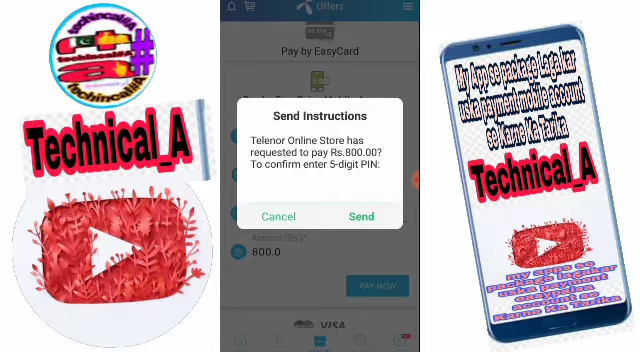 techincal#A
techincal#A
techincal#A
Technical_A
Offers
Pay by EasyCard
Send Instructions
Telenor Online Store has
requested to pay Rs.800.00?
To confirm enter 5-digit PIN:
Cancel
Send
Amount (Rs.)*
800.0
PAY NOW
VISA
My App se package Laga kar
uska payment mobile account
se Karne Ka Tarika
Technical_A
my apps se
package lagakar
uska payment
easypaisa
account se
Karne Ka Tarika